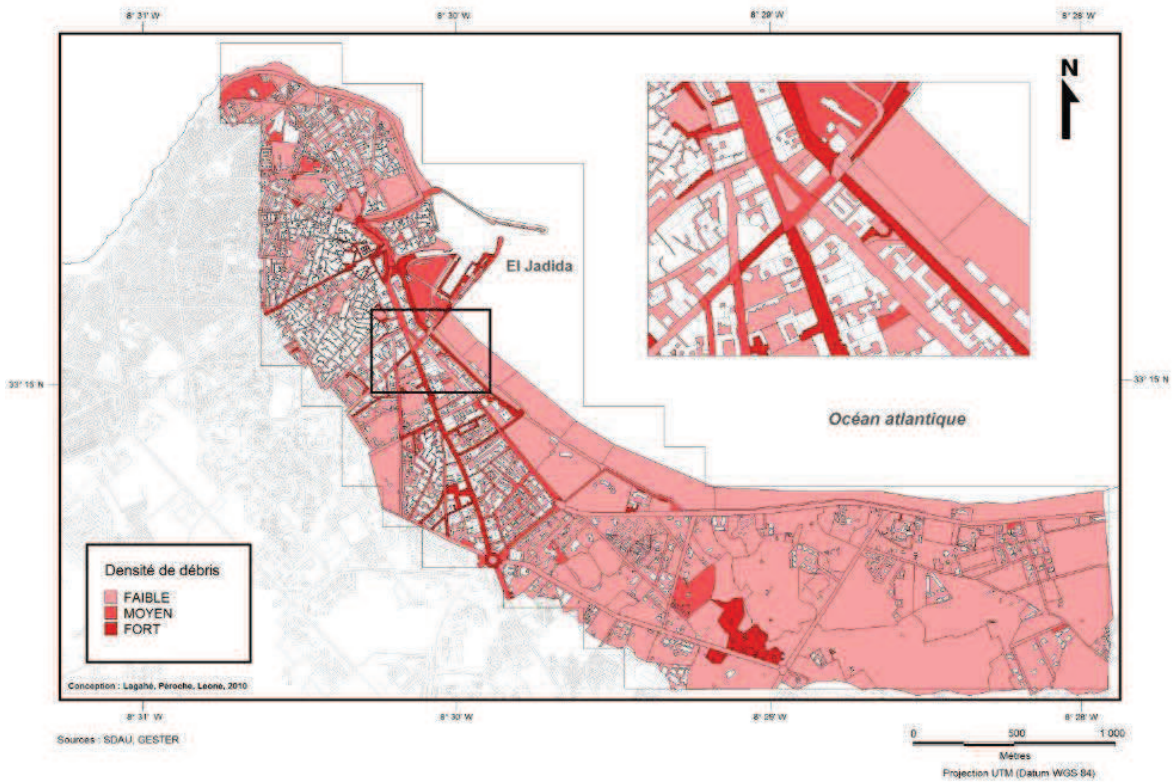 8° 31' W
8° 30' W
8° 29' W
8° 28' W
N
El Jadida
33° 15' N
33° 15' N
Océan atlantique
Densité de débris
FAIBLE
MOYEN
FORT
Conception : Lagahé, Péroche, Leone, 2010
8° 31' W
8° 30' W
8° 29' W
8° 28' W
Sources : SDAU, GESTER
0 500 1 000
Mètres
Projection UTM (Datum WGS 84)